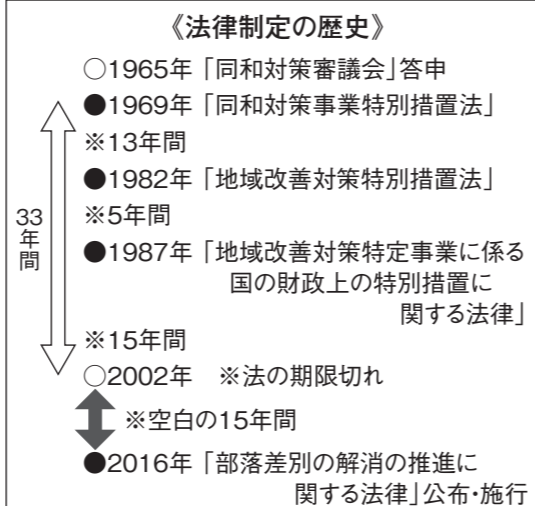 《法律制定の歴史》
○1965年「同和対策審議会」答申
●1969年「同和対策事業特別措置法」
※13年間
●1982年「地域改善対策特別措置法」
※5年間
33年間
●1987年「地域改善対策特定事業に係る
国の財政上の特別措置に
関する法律」
※15年間
○2002年 ※法の期限切れ
※空白の15年間
●2016年「部落差別の解消の推進に
関する法律」公布・施行